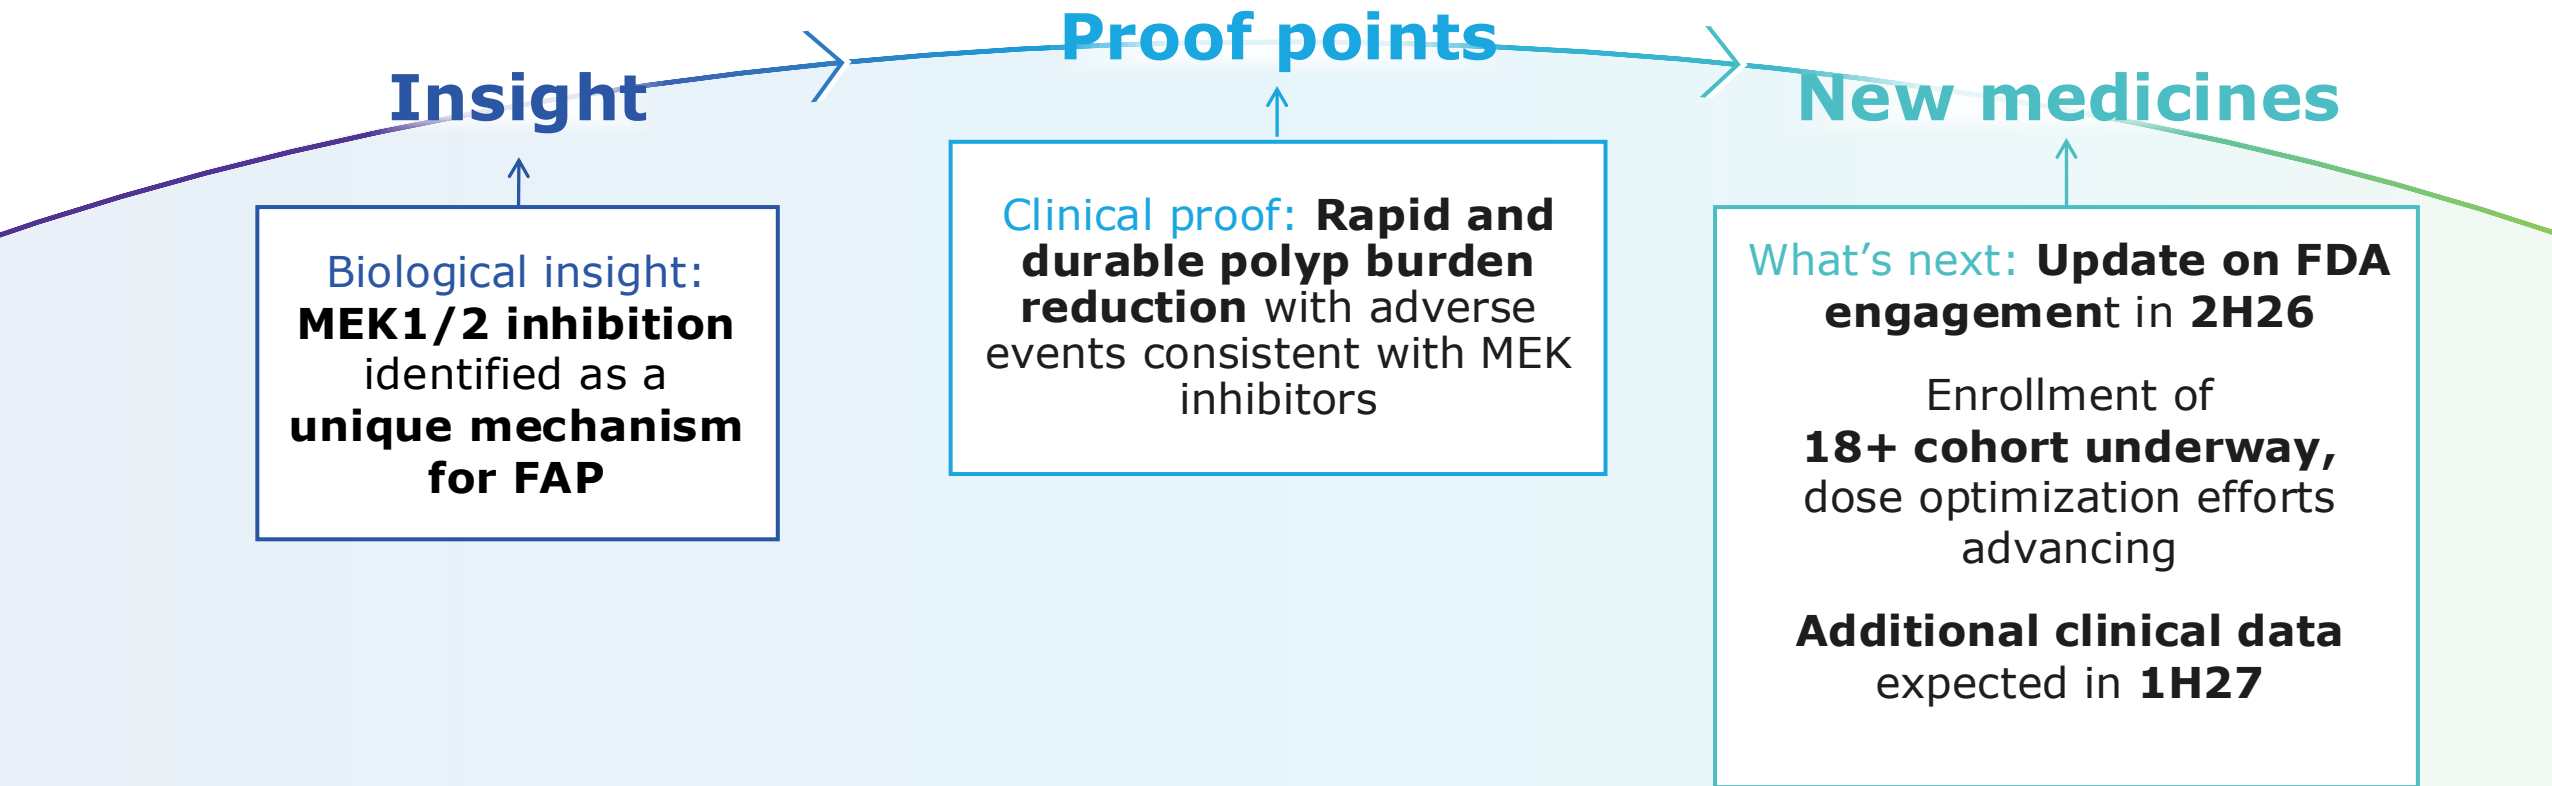 Insight
Proof points
New medicines
Biological insight:
MEK1/2 inhibition
identified as a
unique mechanism
for FAP
Clinical proof: Rapid and
durable polyp burden
reduction with adverse
events consistent with MEK
inhibitors
What’s next: Update on FDA
engagement in 2H26
Enrollment of
18+ cohort underway,
dose optimization efforts
advancing
Additional clinical data
expected in 1H27